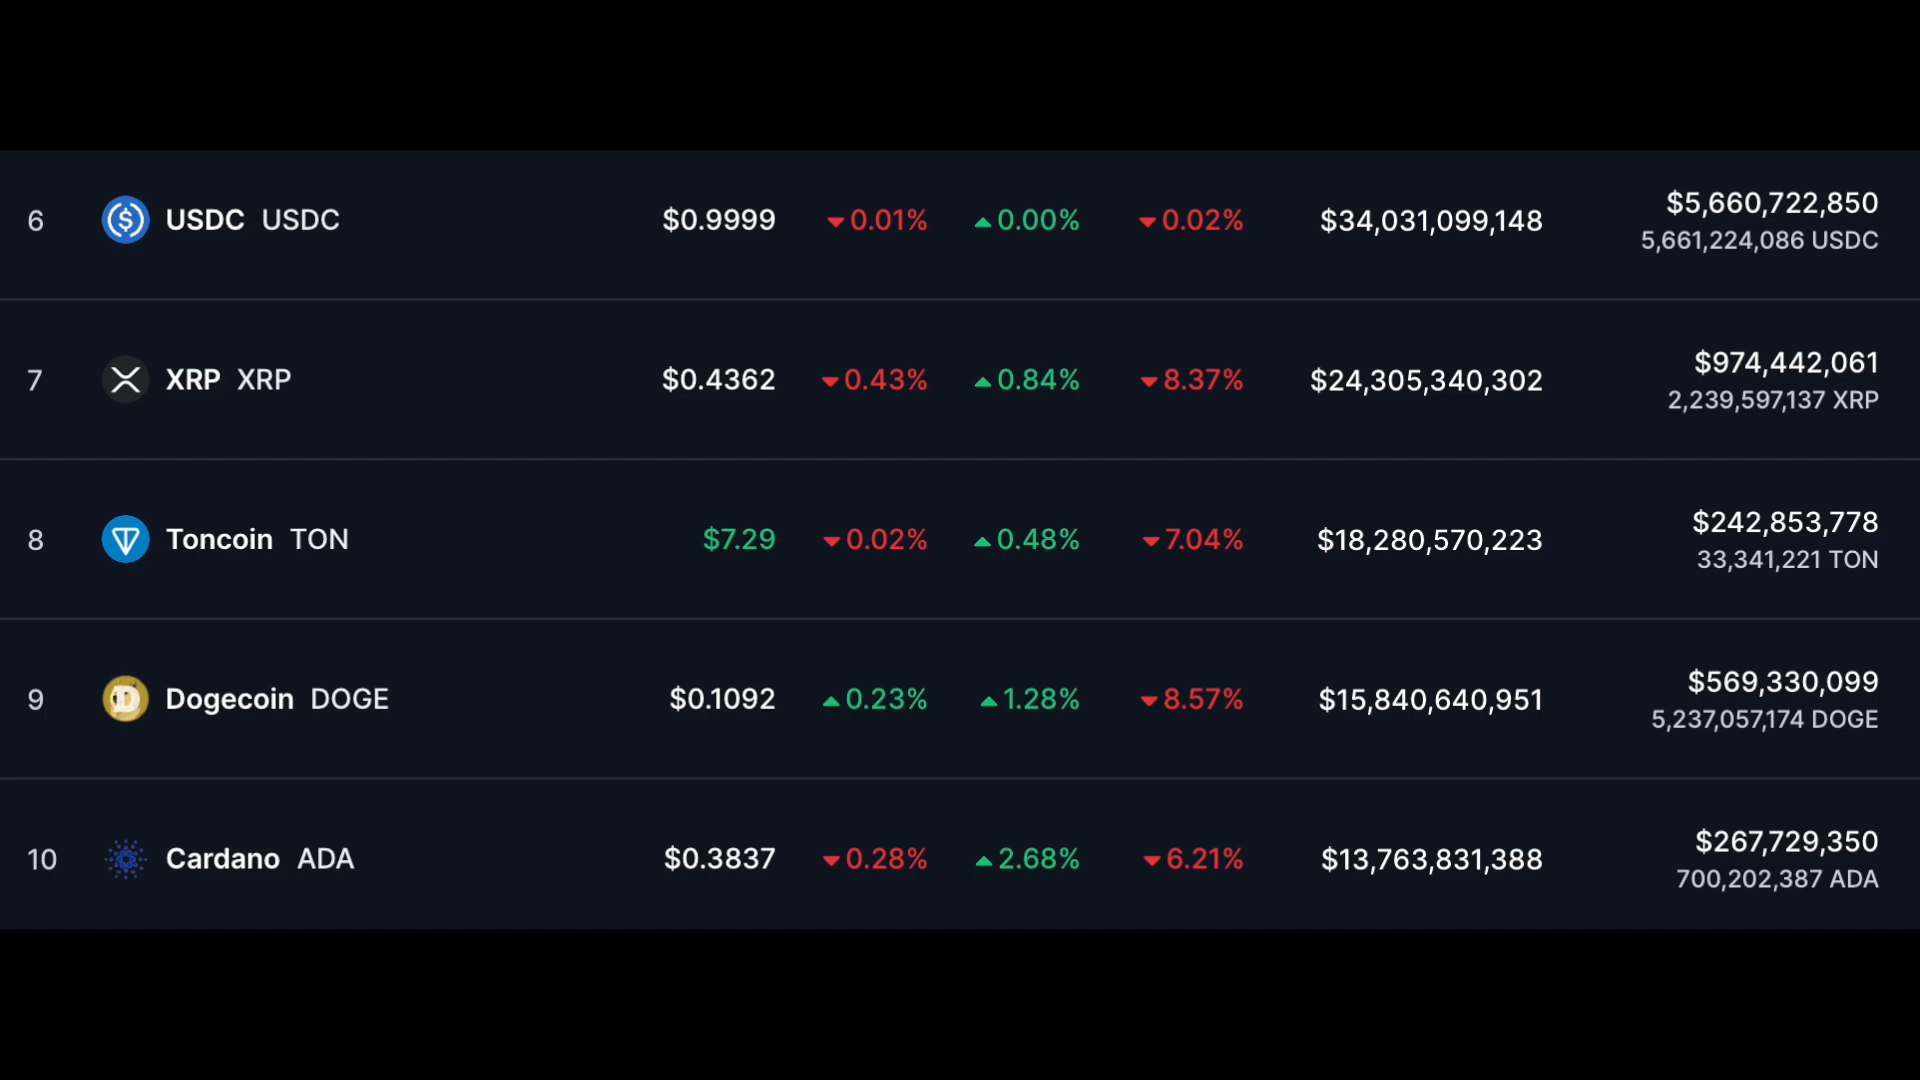 6 USDC USDC $0.9999 0.01% 0.00% 0.02% $34,031,099,148 $5,660,722,850
5,661,224,086 USDC
7 XRP XRP $0.4362 0.43% 0.84% 8.37% $24,305,340,302 $974,442,061
2,239,597,137 XRP
8 Toncoin TON $7.29 0.02% 0.48% 7.04% $18,280,570,223 $242,853,778
33,341,221 TON
9 Dogecoin DOGE $0.1092 0.23% 1.28% 8.57% $15,840,640,951 $569,330,099
5,237,057,174 DOGE
10 Cardano ADA $0.3837 0.28% 2.68% 6.21% $13,763,831,388 $267,729,350
700,202,387 ADA